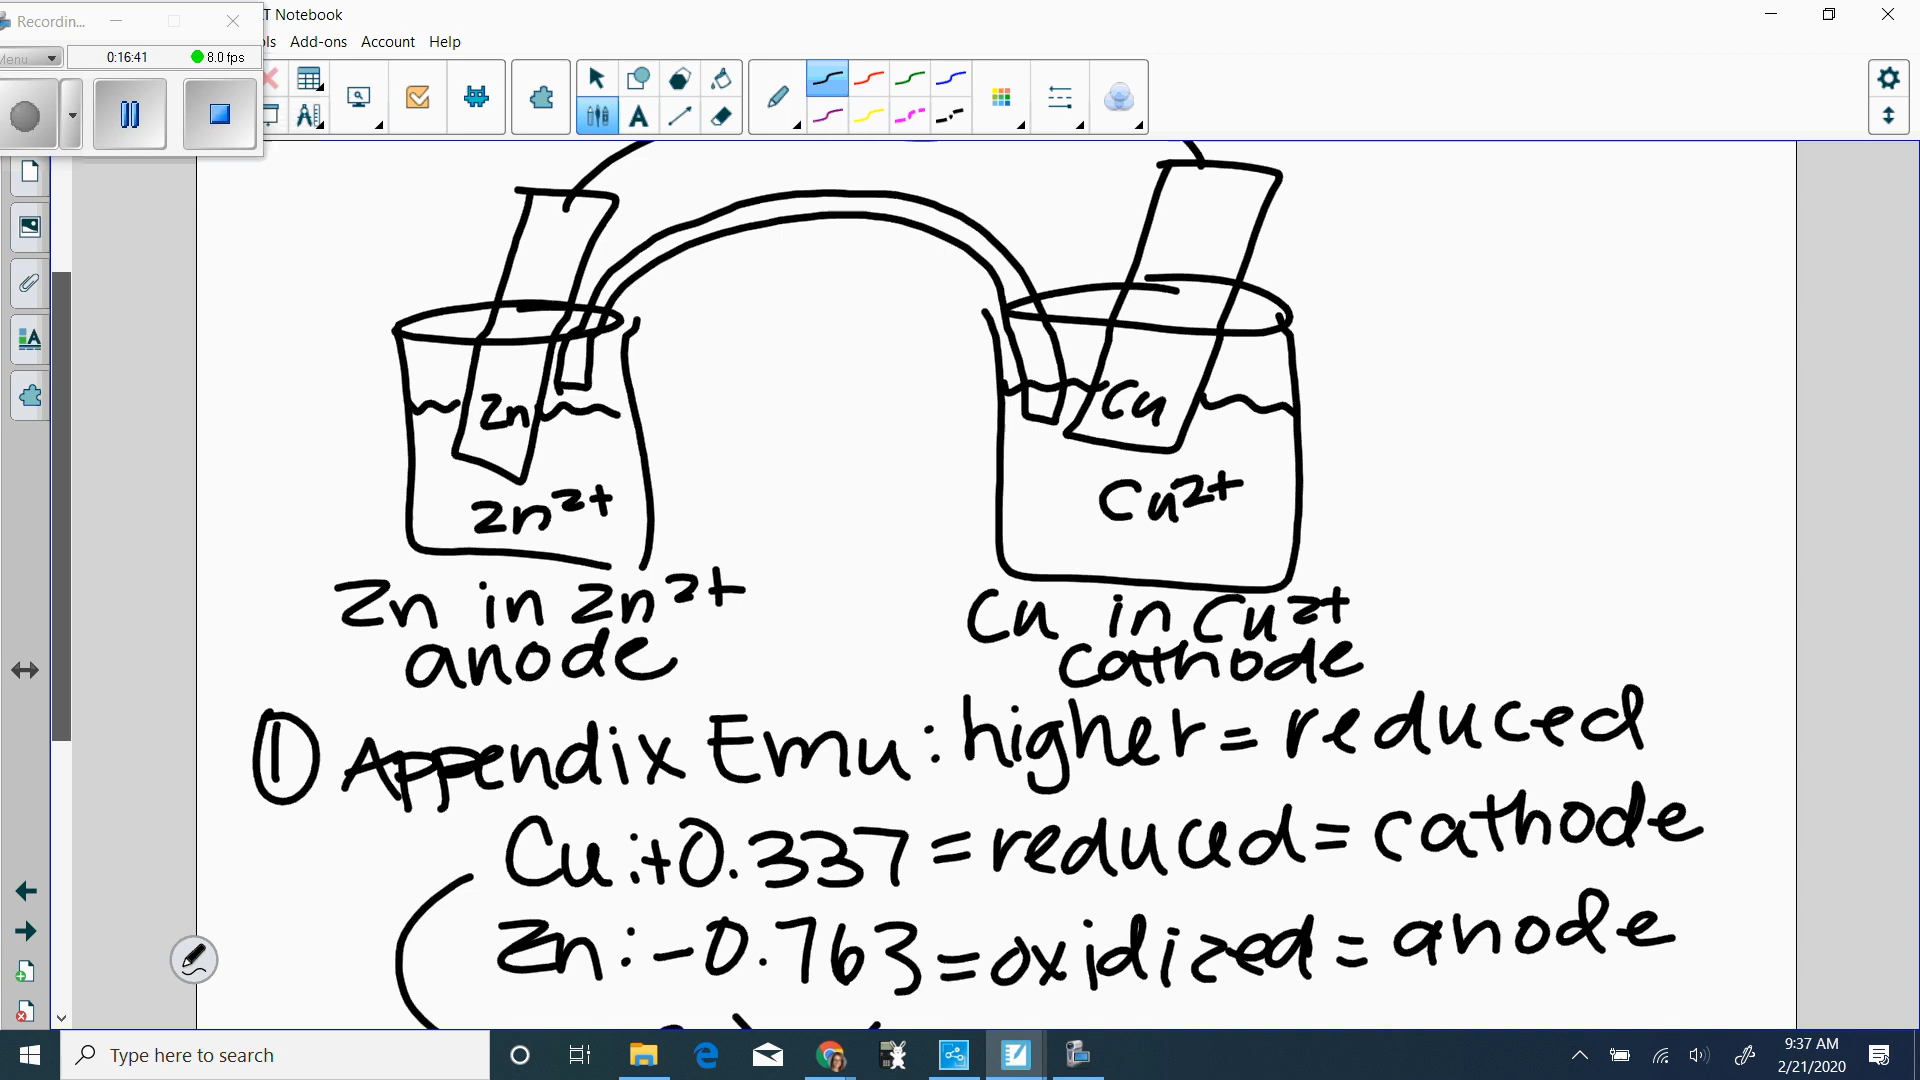 Recordin...
T Notebook
ls Add-ons Account Help
Menu
0:16:41
8.0 fps
Zn
Cu
Zn2+
Cu2+
Zn in Zn2+
anode
Cu in Cu2+
cathode
① Appendix Emu: higher = reduced
Cu: +0.337 = reduced = cathode
Zn: -0.763 = oxidized = anode
Type here to search
9:37 AM
2/21/2020